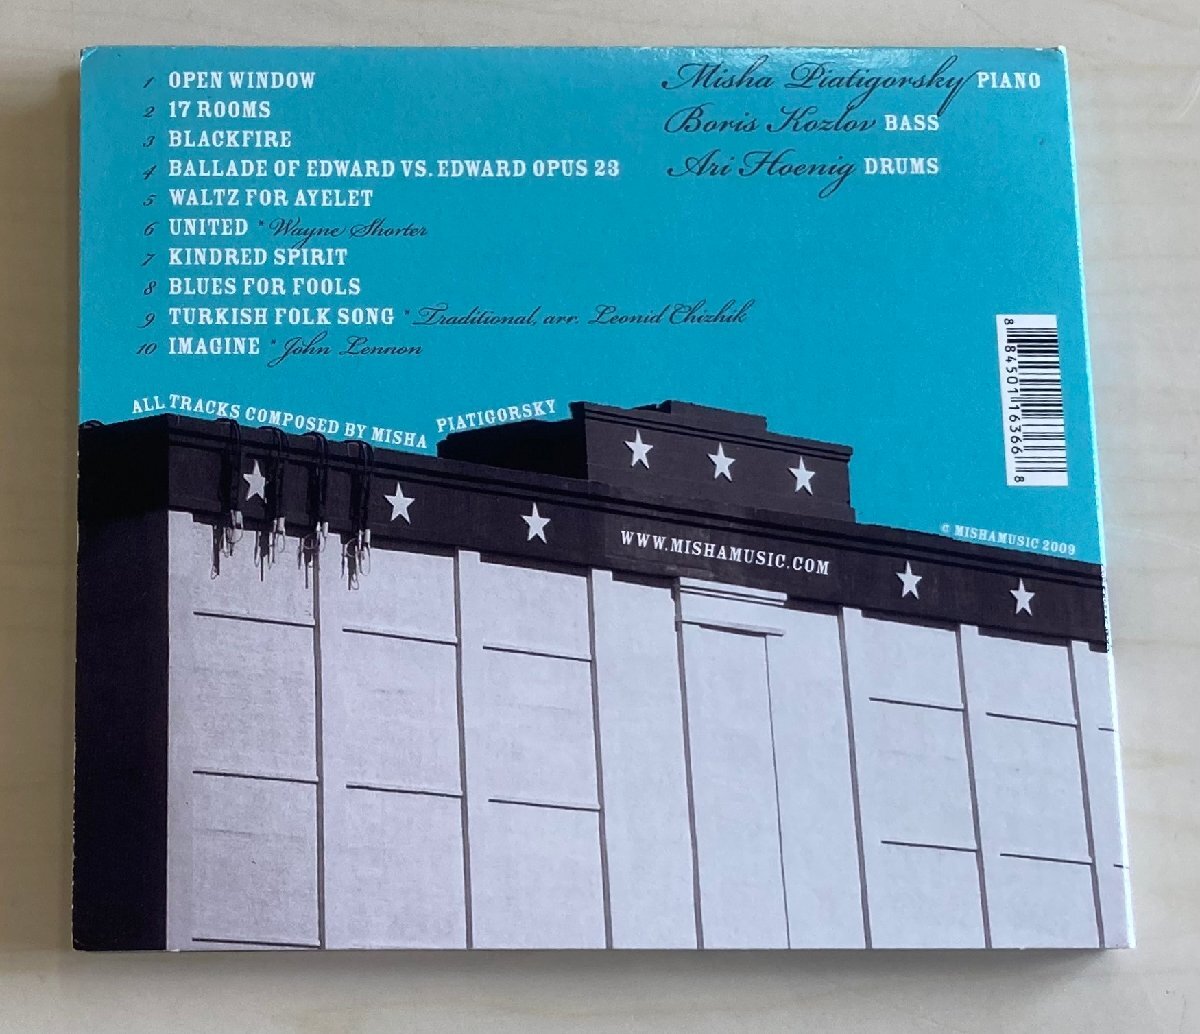 1 OPEN WINDOW
2 17 ROOMS
3 BLACKFIRE
4 BALLADE OF EDWARD VS. EDWARD OPUS 23
5 WALTZ FOR AYELET
6 UNITED *Wayne Shorter
7 KINDRED SPIRIT
8 BLUES FOR FOOLS
9 TURKISH FOLK SONG *Traditional, arr. Leonid Chizhik
10 IMAGINE *John Lennon
ALL TRACKS COMPOSED BY MISHA PIATIGORSKY
Misha Piatigorsky PIANO
Boris Kozlov BASS
Ari Hoenig DRUMS
8 84501 16366 8
© MISHAMUSIC 2009
WWW.MISHAMUSIC.COM